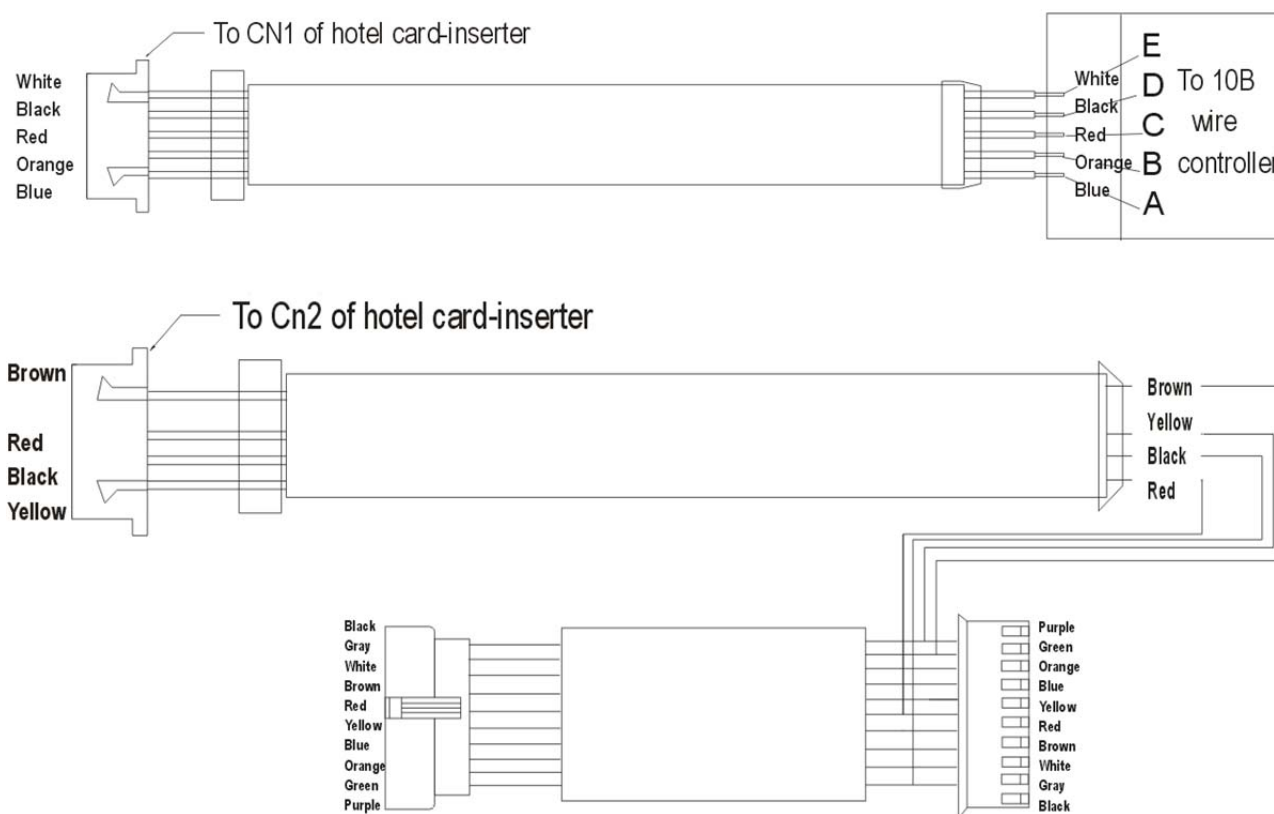 To CN1 of hotel card-inserter
White
Black
Red
Orange
Blue
White
Black
Red
Orange
Blue
E
D
C
B
A
To 10B
wire
controller
To Cn2 of hotel card-inserter
Brown
Red
Black
Yellow
Brown
Yellow
Black
Red
Black
Gray
White
Brown
Red
Yellow
Blue
Orange
Green
Purple
Purple
Green
Orange
Blue
Yellow
Red
Brown
White
Gray
Black